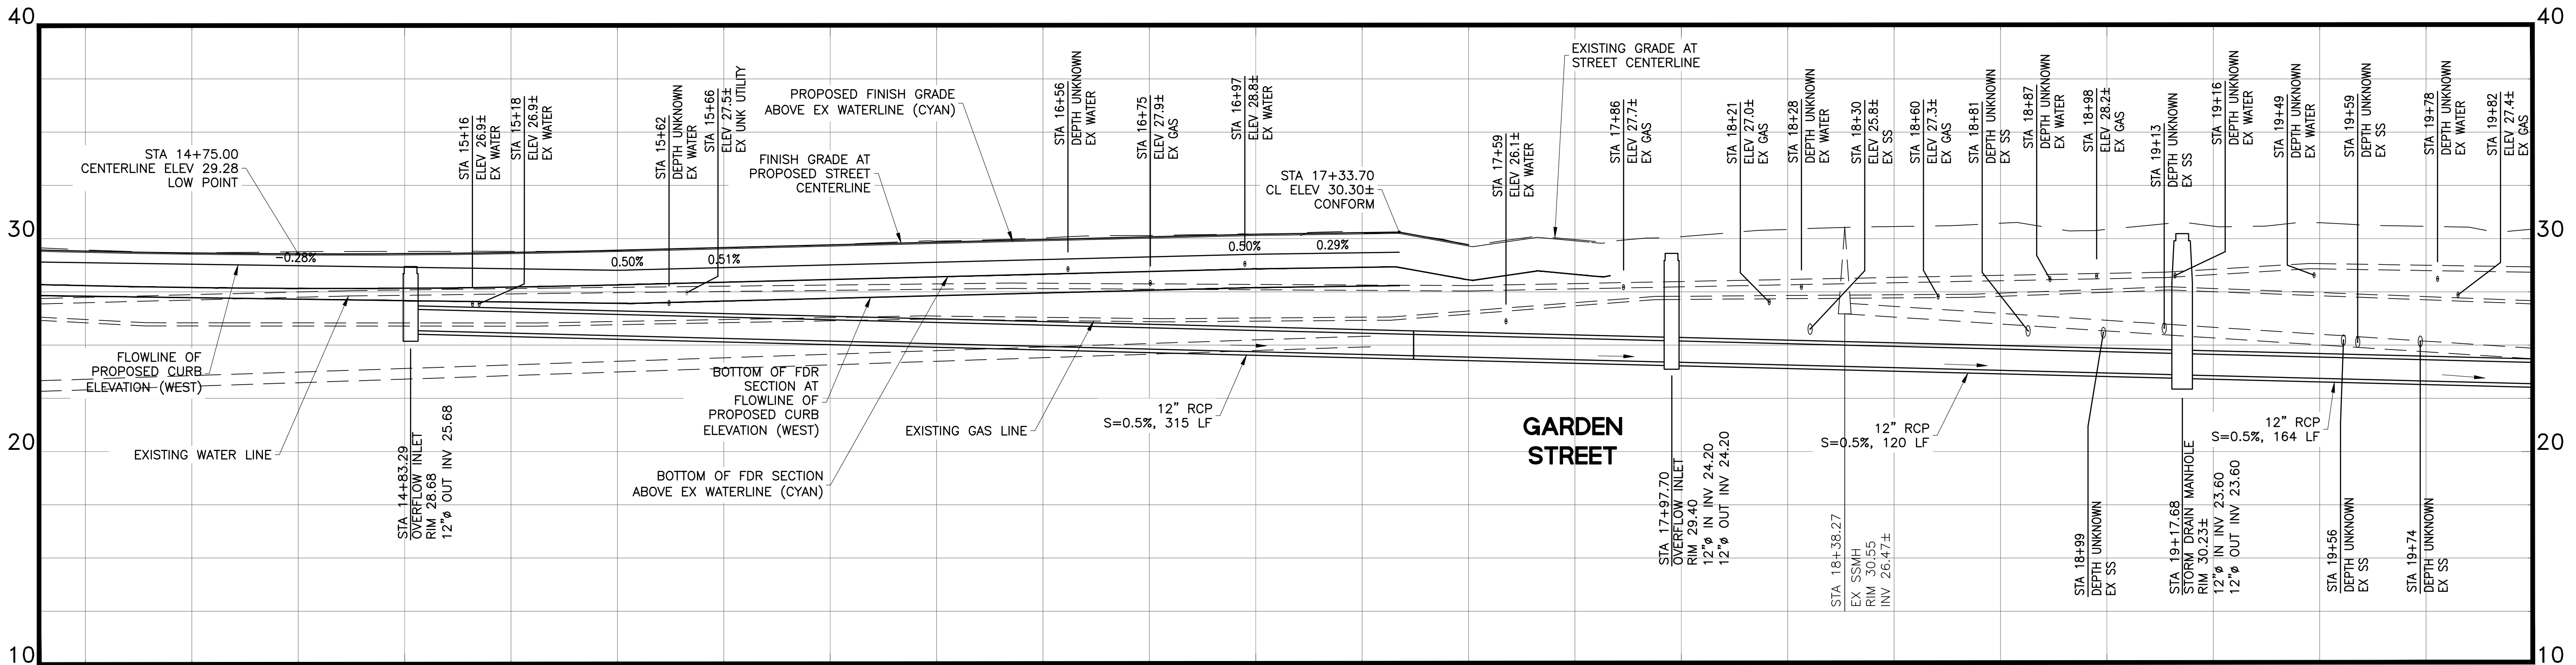 40
40
30
30
20
20
10
10
STA 14+75.00
CENTERLINE ELEV 29.28
LOW POINT
STA 15+16
ELEV 26.9±
EX WATER
STA 15+18
ELEV 26.9±
EX WATER
STA 15+62
DEPTH UNKNOWN
EX WATER
STA 15+66
ELEV 27.5±
EX UNK UTILITY
PROPOSED FINISH GRADE
ABOVE EX WATERLINE (CYAN)
FINISH GRADE AT
PROPOSED STREET
CENTERLINE
STA 16+56
DEPTH UNKNOWN
EX WATER
STA 16+75
ELEV 27.9±
EX GAS
STA 16+97
ELEV 28.8±
EX WATER
STA 17+33.70
CL ELEV 30.30±
CONFORM
STA 17+59
ELEV 26.1±
EX WATER
EXISTING GRADE AT
STREET CENTERLINE
STA 17+86
ELEV 27.7±
EX GAS
STA 18+21
ELEV 27.0±
EX GAS
STA 18+28
DEPTH UNKNOWN
EX WATER
STA 18+30
ELEV 25.8±
EX SS
STA 18+60
ELEV 27.3±
EX GAS
STA 18+81
DEPTH UNKNOWN
EX SS
STA 18+87
DEPTH UNKNOWN
EX WATER
STA 18+98
ELEV 28.2±
EX GAS
STA 19+13
DEPTH UNKNOWN
EX SS
STA 19+16
DEPTH UNKNOWN
EX WATER
STA 19+49
DEPTH UNKNOWN
EX WATER
STA 19+59
DEPTH UNKNOWN
EX SS
STA 19+78
DEPTH UNKNOWN
EX WATER
STA 19+82
ELEV 27.4±
EX GAS
-0.28%
0.50%
0.51%
0.50%
0.29%
FLOWLINE OF
PROPOSED CURB
ELEVATION (WEST)
EXISTING WATER LINE
STA 14+83.29
OVERFLOW INLET
RIM 28.68
12"ø OUT INV 25.68
BOTTOM OF FDR
SECTION AT
FLOWLINE OF
PROPOSED CURB
ELEVATION (WEST)
BOTTOM OF FDR SECTION
ABOVE EX WATERLINE (CYAN)
EXISTING GAS LINE
12" RCP
S=0.5%, 315 LF
GARDEN
STREET
STA 17+97.70
OVERFLOW INLET
RIM 29.40
12"ø IN INV 24.20
12"ø OUT INV 24.20
12" RCP
S=0.5%, 120 LF
STA 18+38.27
EX SSMH
RIM 30.55
INV 26.47±
STA 18+99
DEPTH UNKNOWN
EX SS
STA 19+17.68
STORM DRAIN MANHOLE
RIM 30.23±
12"ø IN INV 23.60
12"ø OUT INV 23.60
12" RCP
S=0.5%, 164 LF
STA 19+56
DEPTH UNKNOWN
EX SS
STA 19+74
DEPTH UNKNOWN
EX SS